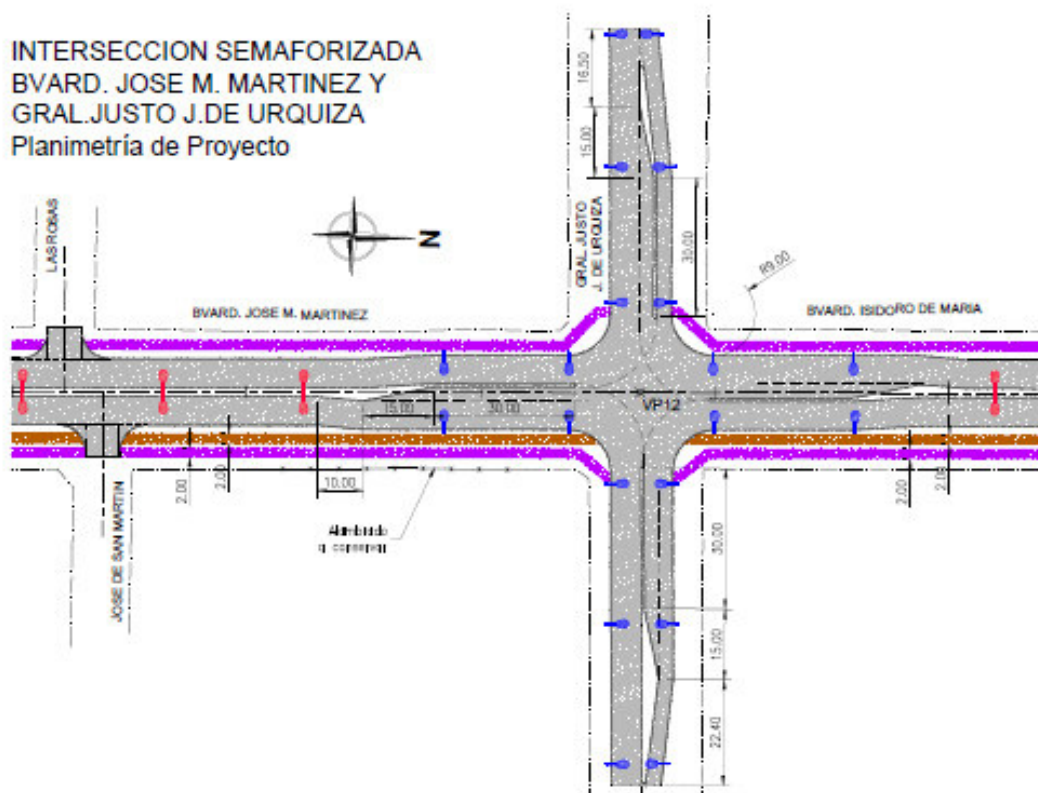 INTERSECCION SEMAFORIZADA
BVARD. JOSE M. MARTINEZ Y
GRAL.JUSTO J.DE URQUIZA
Planimetría de Proyecto
16.50
15.00
30.00
LAS ROSAS
N
GRAL. JUSTO
J. DE URQUIZA
R9.00
BVARD. JOSE M. MARTINEZ
BVARD. ISIDORO DE MARIA
15.00
30.00
VP12
2.00
2.00
10.00
2.00
2.00
JOSE DE SAN MARTIN
Alambrado
a conservar
30.00
15.00
22.40